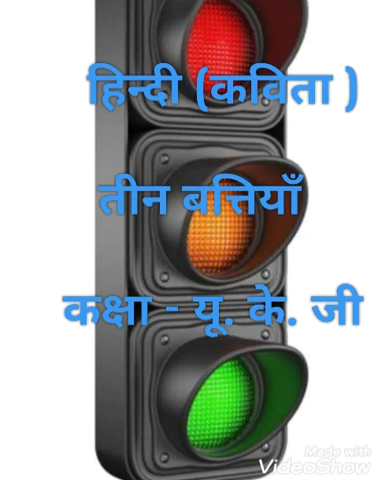 हिन्दी (कविता )
तीन बत्तियाँ
कक्षा - यू. के. जी
Made with
VideoShow